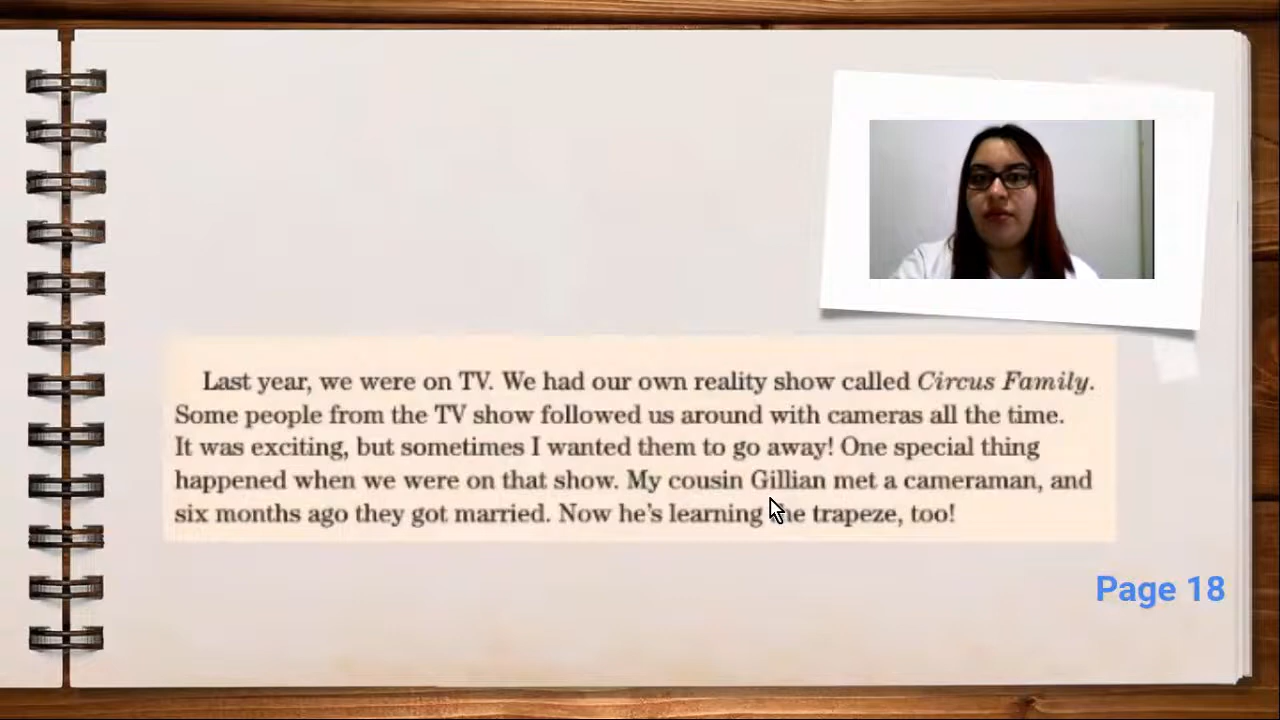 Last year, we were on TV. We had our own reality show called Circus Family.
Some people from the TV show followed us around with cameras all the time.
It was exciting, but sometimes I wanted them to go away! One special thing
happened when we were on that show. My cousin Gillian met a cameraman, and
six months ago they got married. Now he's learning the trapeze, too!
Page 18